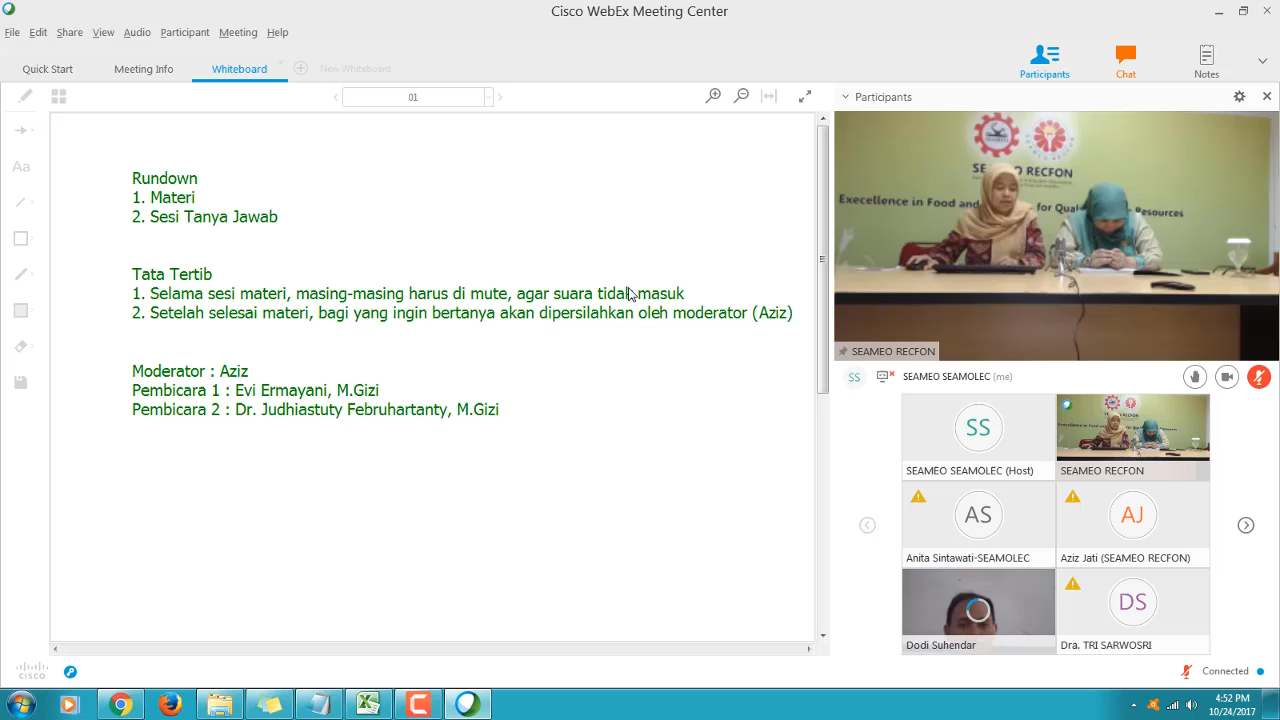 Cisco WebEx Meeting Center
File Edit Share View Audio Participant Meeting Help
Quick Start Meeting Info Whiteboard New Whiteboard
Participants Chat Notes
01
Participants
Rundown
1. Materi
2. Sesi Tanya Jawab
Tata Tertib
1. Selama sesi materi, masing-masing harus di mute, agar suara tidak masuk
2. Setelah selesai materi, bagi yang ingin bertanya akan dipersilahkan oleh moderator (Aziz)
Moderator : Aziz
Pembicara 1 : Evi Ermayani, M.Gizi
Pembicara 2 : Dr. Judhiastuty Februhartanty, M.Gizi
Aa
SEAMEO RECFON
Execellence in Food and for Qual Resources
SEAMEO RECFON
SS SEAMEO SEAMOLEC (me)
SS
SEAMEO SEAMOLEC (Host)
SEAMEO RECFON
AS
Anita Sintawati-SEAMOLEC
AJ
Aziz Jati (SEAMEO RECFON)
Dodi Suhendar
DS
Dra. TRI SARWOSRI
cisco
Connected
4:52 PM
10/24/2017